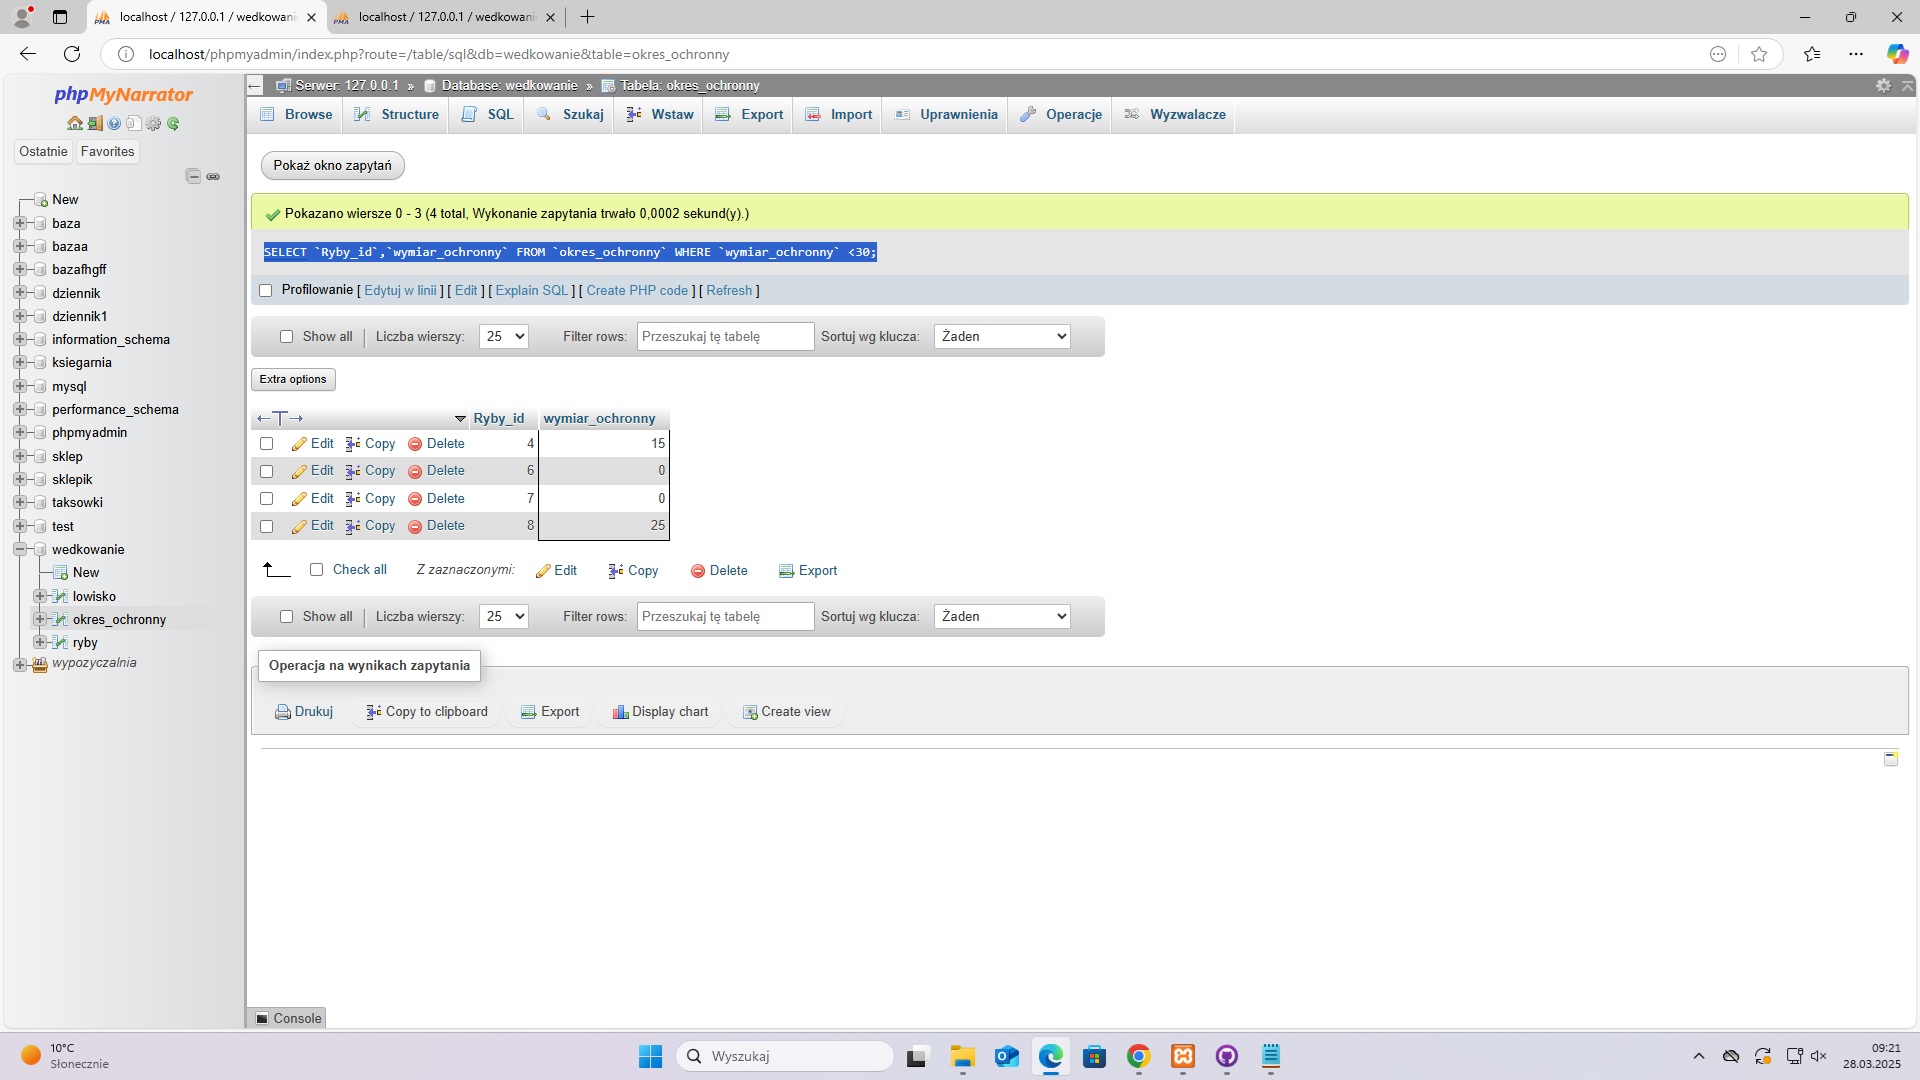 localhost / 127.0.0.1 / wedkowani
localhost / 127.0.0.1 / wedkowani
localhost/phpmyadmin/index.php?route=/table/sql&db=wedkowanie&table=okres_ochronny
phpMyNarrator
Ostatnie Favorites
New
baza
bazaa
bazafhgff
dziennik
dziennik1
information_schema
ksiegarnia
mysql
performance_schema
phpmyadmin
sklep
sklepik
taksowki
test
wedkowanie
New
lowisko
okres_ochronny
ryby
wypozyczalnia
Serwer: 127.0.0.1 » Database: wedkowanie » Tabela: okres_ochronny
Browse Structure SQL Szukaj Wstaw Export Import Uprawnienia Operacje Wyzwalacze
Pokaż okno zapytań
Pokazano wiersze 0 - 3 (4 total, Wykonanie zapytania trwało 0,0002 sekund(y).)
SELECT `Ryby_id`,`wymiar_ochronny` FROM `okres_ochronny` WHERE `wymiar_ochronny` <30;
Profilowanie [ Edytuj w linii ] [ Edit ] [ Explain SQL ] [ Create PHP code ] [ Refresh ]
Show all Liczba wierszy: 25 Filter rows: Przeszukaj tę tabelę Sortuj wg klucza: Żaden
Extra options
Ryby_id wymiar_ochronny
Edit Copy Delete 4 15
Edit Copy Delete 6 0
Edit Copy Delete 7 0
Edit Copy Delete 8 25
Check all Z zaznaczonymi: Edit Copy Delete Export
Show all Liczba wierszy: 25 Filter rows: Przeszukaj tę tabelę Sortuj wg klucza: Żaden
Operacja na wynikach zapytania
Drukuj Copy to clipboard Export Display chart Create view
Console
10°C
Słonecznie
Wyszukaj
09:21
28.03.2025